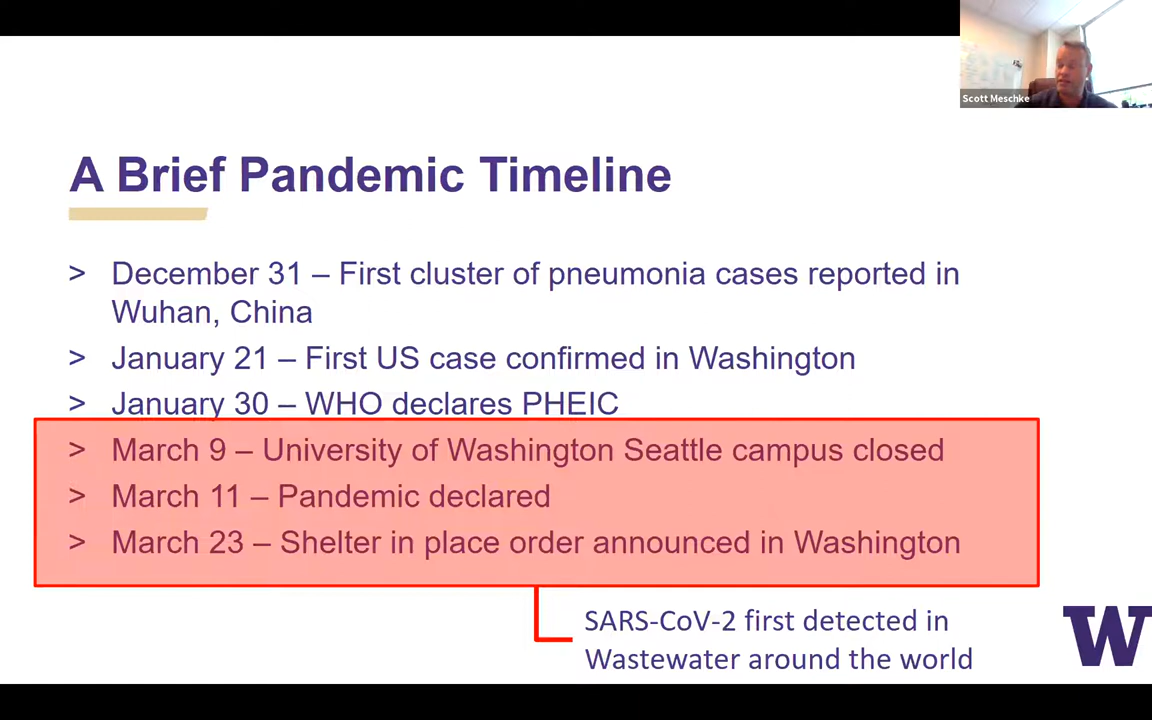 Scott Meschke
A Brief Pandemic Timeline
> December 31 – First cluster of pneumonia cases reported in
Wuhan, China
> January 21 – First US case confirmed in Washington
> January 30 – WHO declares PHEIC
> March 9 – University of Washington Seattle campus closed
> March 11 – Pandemic declared
> March 23 – Shelter in place order announced in Washington
SARS-CoV-2 first detected in
Wastewater around the world
W